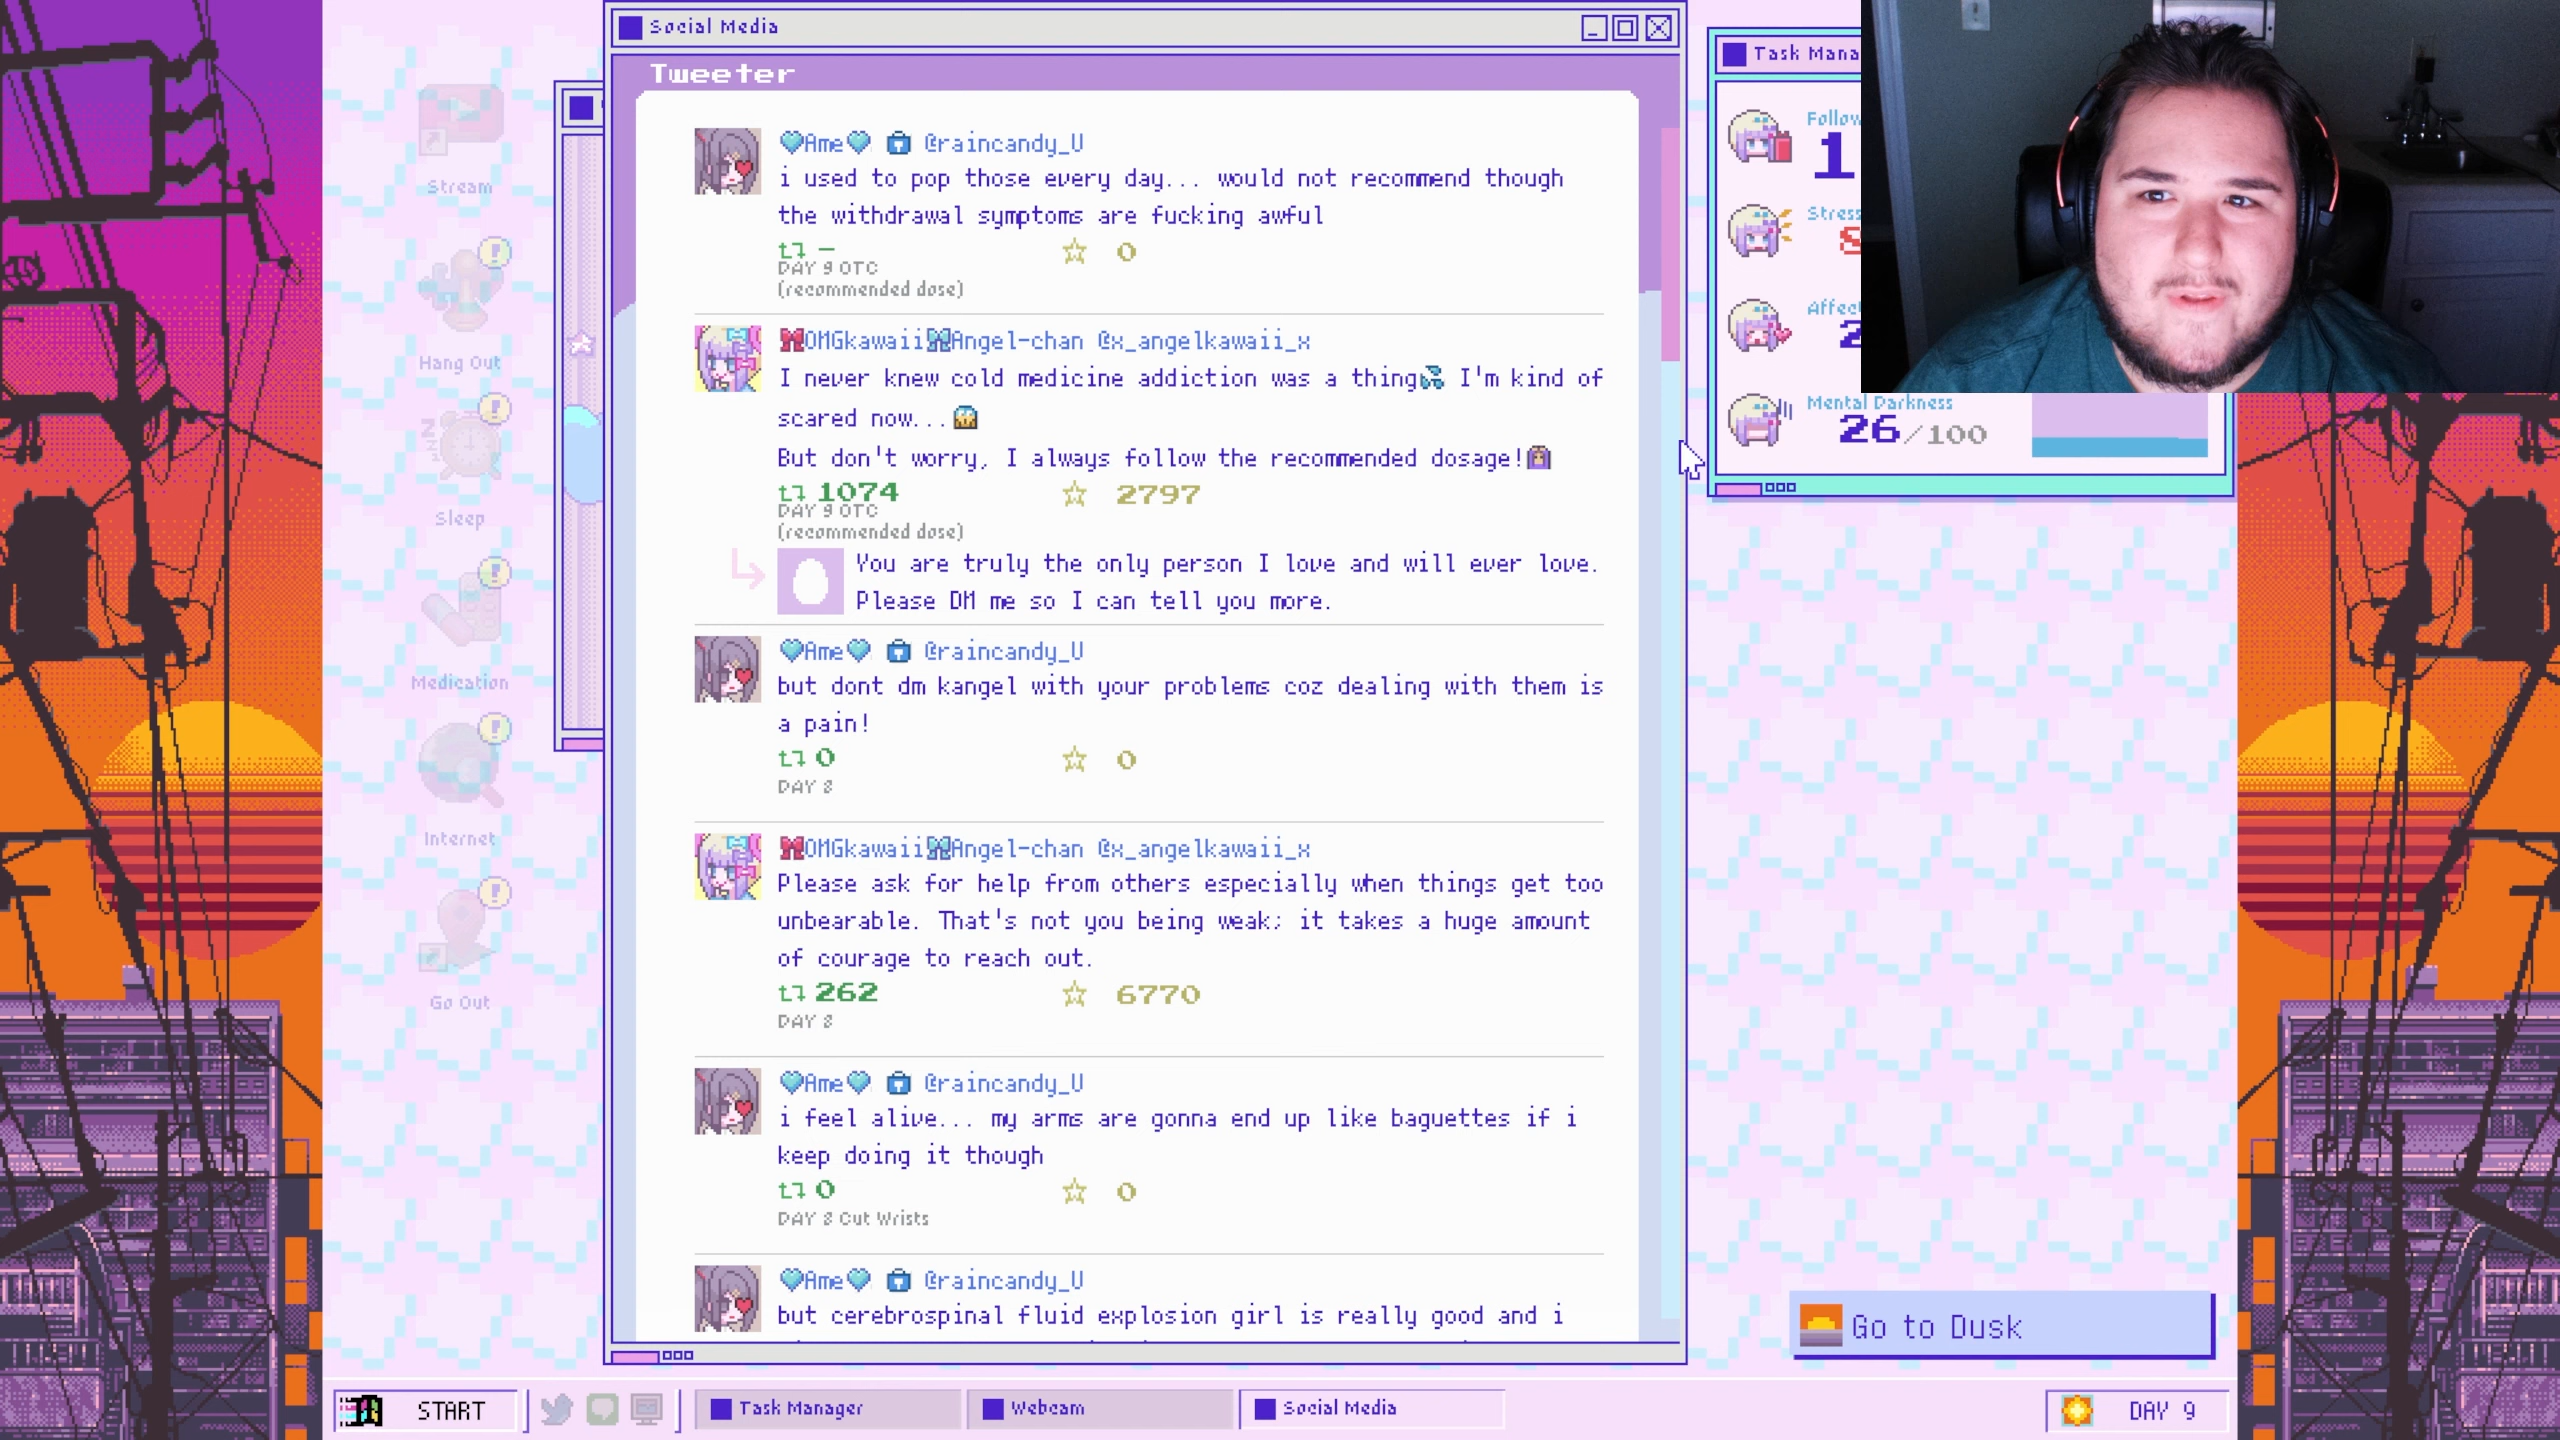 Social Media
Tweeter
Ame @raincandy_U
i used to pop those every day... would not recommend though
the withdrawal symptoms are fucking awful
- 0
DAY 9 OTC
(recommended dose)
OMGkawaii Angel-chan @x_angelkawaii_x
I never knew cold medicine addiction was a thing I'm kind of
scared now...
But don't worry, I always follow the recommended dosage!
1074 2797
DAY 9 OTC
(recommended dose)
You are truly the only person I love and will ever love.
Please DM me so I can tell you more.
Ame @raincandy_U
but dont dm kangel with your problems coz dealing with them is
a pain!
0 0
DAY 8
OMGkawaii Angel-chan @x_angelkawaii_x
Please ask for help from others especially when things get too
unbearable. That's not you being weak; it takes a huge amount
of courage to reach out.
262 6770
DAY 8
Ame @raincandy_U
i feel alive... my arms are gonna end up like baguettes if i
keep doing it though
0 0
DAY 8 Cut Wrists
Ame @raincandy_U
but cerebrospinal fluid explosion girl is really good and i
Stream
Hang Out
Sleep
Medication
Internet
Go Out
Task Mana
Follow
1
Stress
Affec
2
Mental Darkness
26/100
Go to Dusk
START
Task Manager
Webcam
Social Media
DAY 9